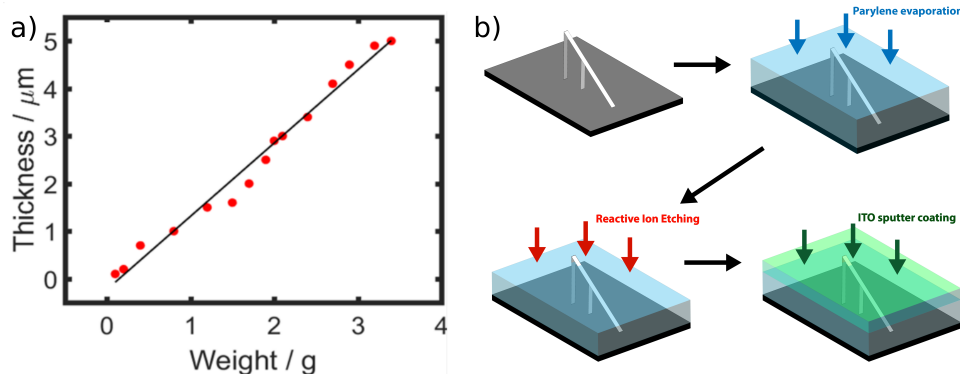 a)
5
4
3
2
1
0
Thickness / μm
0 1 2 3 4
Weight / g
b)
Parylene evaporation
Reactive Ion Etching
ITO sputter coating